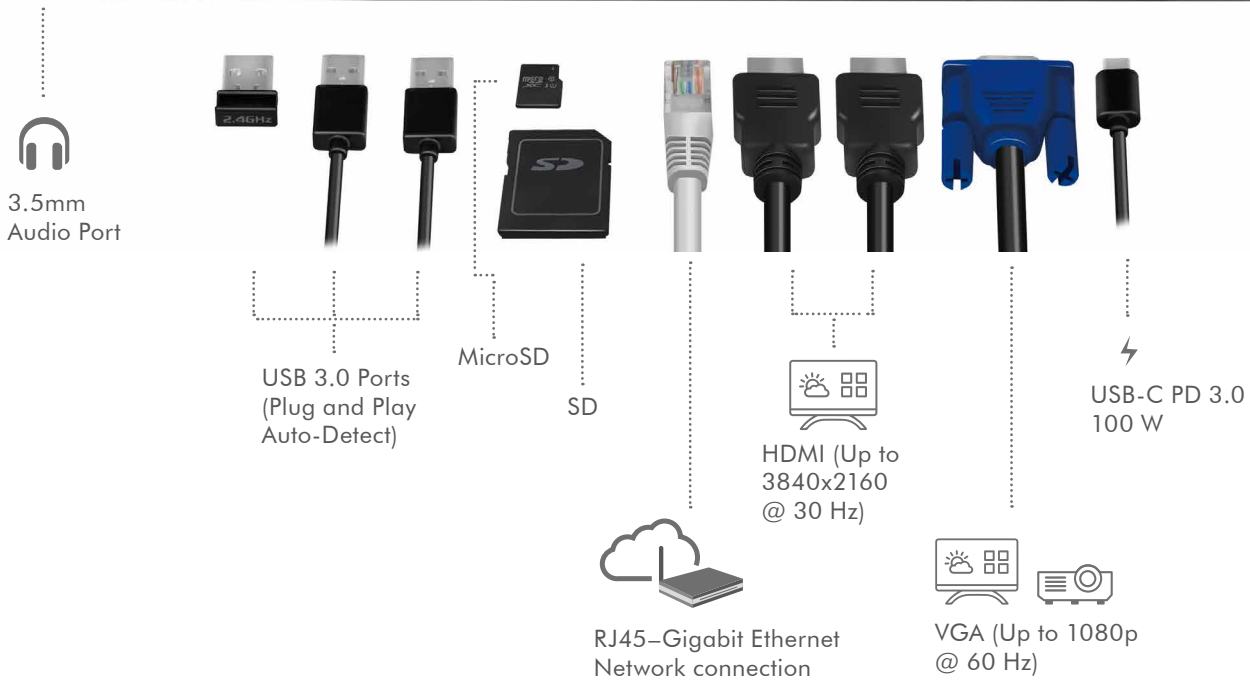 2.4GHz
micro
SD
3.5mm
Audio Port
MicroSD
USB 3.0 Ports
(Plug and Play
Auto-Detect)
SD
USB-C PD 3.0
100 W
HDMI (Up to
3840x2160
@ 30 Hz)
RJ45–Gigabit Ethernet
Network connection
VGA (Up to 1080p
@ 60 Hz)